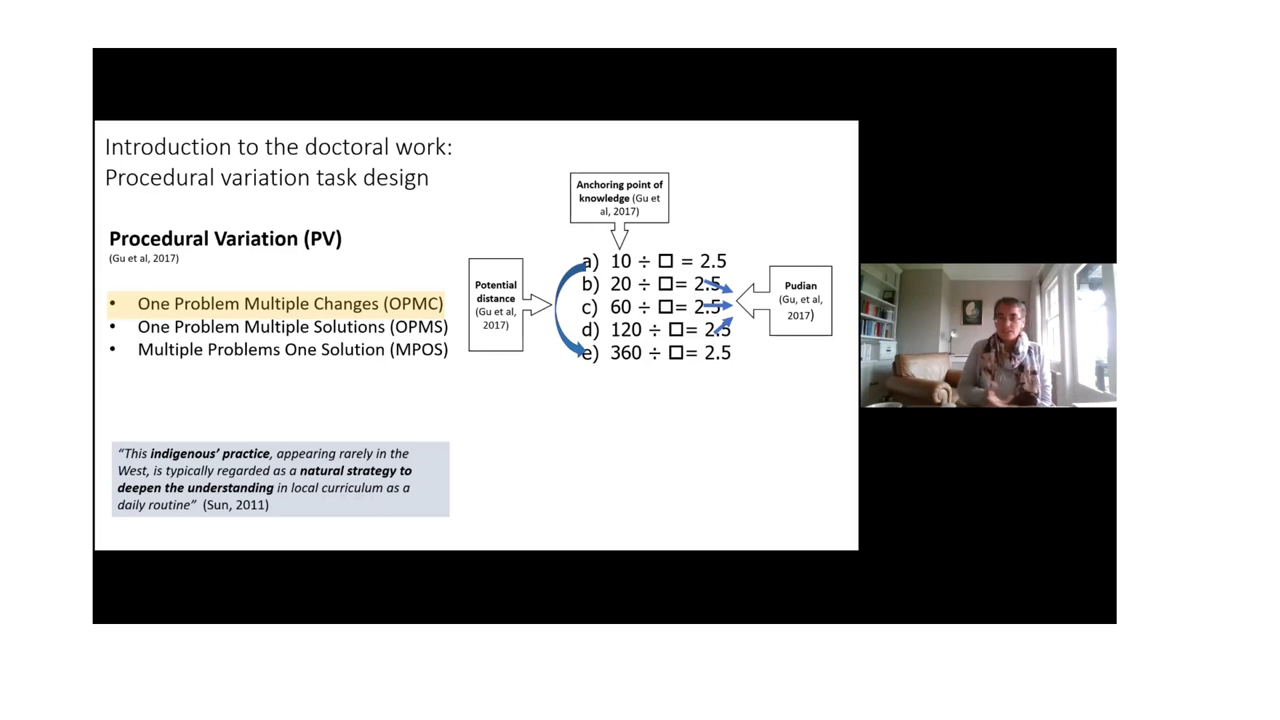 Introduction to the doctoral work:
Procedural variation task design
Procedural Variation (PV)
(Gu et al, 2017)
• One Problem Multiple Changes (OPMC)
• One Problem Multiple Solutions (OPMS)
• Multiple Problems One Solution (MPOS)
“This indigenous’ practice, appearing rarely in the
West, is typically regarded as a natural strategy to
deepen the understanding in local curriculum as a
daily routine” (Sun, 2011)
Anchoring point of
knowledge (Gu et
al, 2017)
Potential
distance
(Gu et al,
2017)
a) 10 ÷ □ = 2.5
b) 20 ÷ □= 2.5
c) 60 ÷ □= 2.5
d) 120 ÷ □= 2.5
e) 360 ÷ □= 2.5
Pudian
(Gu, et al,
2017)